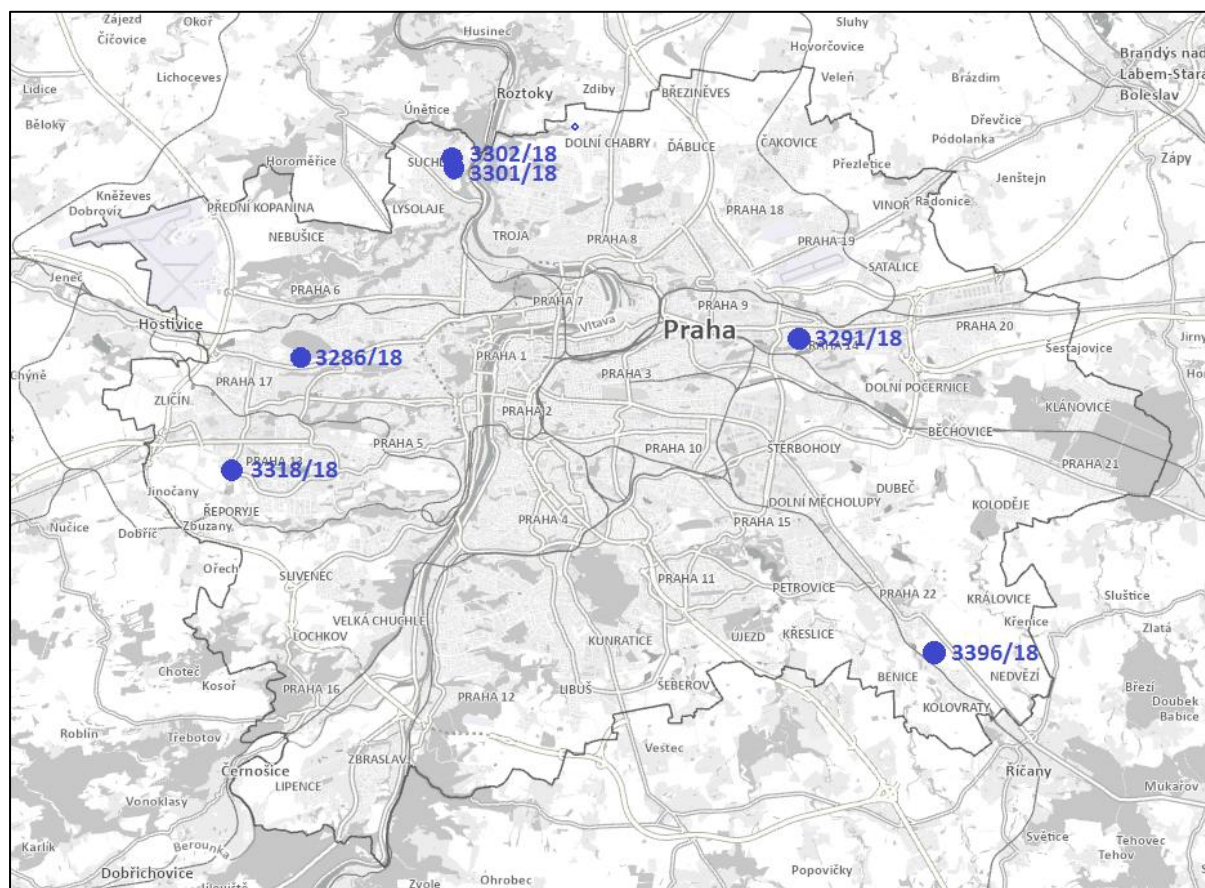 Zájezd
Okoř
Čičovice
Husinec
Sluhy
Hovorčovice
Brandýs nad
Labem-Stará
Boleslav
Lichoceves
Lidice
Běloky
Únětice
Roztoky
Zdiby
BŘEZINĚVES
Veleň
Brázdim
Dřevčice
Podolanka
Zápy
Horoměřice
3302/18
3301/18
DOLNÍ CHABRY
ĎÁBLICE
ČAKOVICE
Přezletice
Jenštejn
Kněževes
Dobrovíz
PŘEDNÍ KOPANINA
LYSOLAJE
NEBUŠICE
TROJA
PRAHA 8
PRAHA 18
PRAHA 19
VINOŘ
Radonice
SATALICE
Jeneč
PRAHA 6
PRAHA 7
Vltava
PRAHA 9
Praha
PRAHA 20
Hostivice
3286/18
PRAHA 1
3291/18
Šestajovice
Chýně
PRAHA 17
PRAHA 3
DOLNÍ POČERNICE
ZLIČÍN
PRAHA 2
KLÁNOVICE
PRAHA 5
PRAHA 10
ŠTĚRBOHOLY
BĚCHOVICE
PRAHA 21
PRAHA 13
3318/18
Jinočany
ŘEPORYJE
Zbuzany
Nučice
Dobříč
DUBEČ
DOLNÍ MĚCHOLUPY
KOLODĚJE
PRAHA 4
PRAHA 15
Ořech
SLIVENEC
PRAHA 11
PETROVICE
PRAHA 22
KRÁLOVICE
Sluštice
Křenice
Zlatá
VELKÁ CHUCHLE
LOCHKOV
KUNRATICE
ÚJEZD
KŘESLICE
3396/18
Choteč
Kosoř
PRAHA 16
PRAHA 12
LIBUŠ
ŠEBEROV
BENICE
NEDVĚZÍ
KOLOVRATY
Březí
Doubek
Babice
Roblín
Třebotov
Vestec
Černošice
ZBRASLAV
LIPENCE
Říčany
Mukařov
Vonoklasy
Karlík
Berounka
Dobřichovice
Světice
Tehovec
Tehov
Zvole
Ohrobec
Popovičky